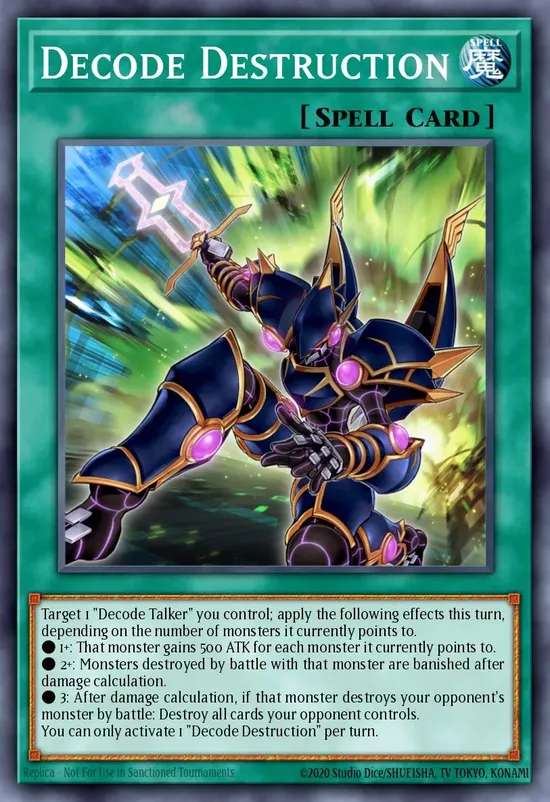 DECODE DESTRUCTION
SPELL
魔
[SPELL CARD]
Target 1 "Decode Talker" you control; apply the following effects this turn,
depending on the number of monsters it currently points to.
● 1+: That monster gains 500 ATK for each monster it currently points to.
● 2+: Monsters destroyed by battle with that monster are banished after
damage calculation.
● 3: After damage calculation, if that monster destroys your opponent's
monster by battle: Destroy all cards your opponent controls.
You can only activate 1 "Decode Destruction" per turn.
Replica - Not For Use in Sanctioned Tournaments
©2020 Studio Dice/SHUEISHA, TV TOKYO, KONAMI